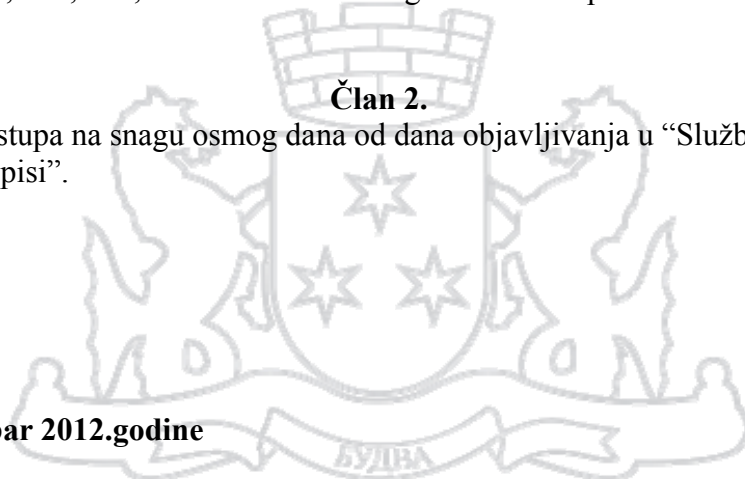 Član 2.
stupa na snagu osmog dana od dana objavljivanja u “Služb
pisi”.
bar 2012.godine
БУДВА